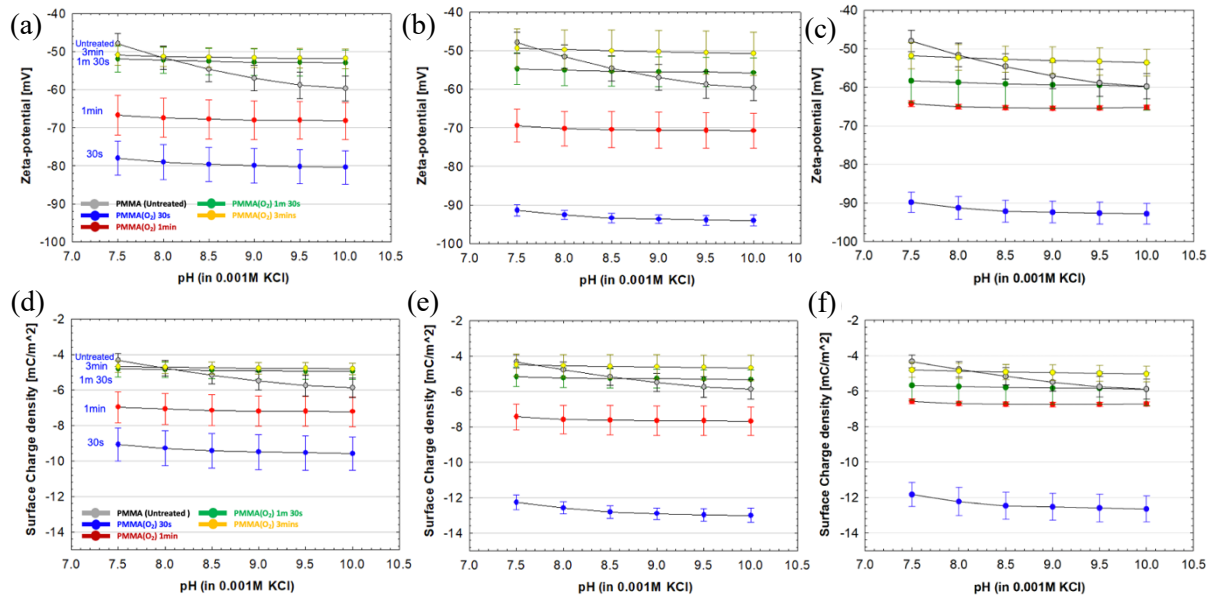 (a)
-40
-50
-60
-70
-80
-90
-100
Zeta-potential [mV]
Untreated
3min
1m 30s
1min
30s
PMMA (Untreated)
PMMA(O₂) 30s
PMMA(O₂) 1min
PMMA(O₂) 1m 30s
PMMA(O₂) 3mins
7.0 7.5 8.0 8.5 9.0 9.5 10.0 10.5
pH (in 0.001M KCl)
(b)
-40
-50
-60
-70
-80
-90
-100
Zeta-potential [mV]
7.0 7.5 8.0 8.5 9.0 9.5 10.0 10
pH (in 0.001M KCl)
(c)
-40
-50
-60
-70
-80
-90
-100
Zeta-potential [mV]
7.0 7.5 8.0 8.5 9.0 9.5 10.0 10.5
pH (in 0.001M KCl)
(d)
-2
-4
-6
-8
-10
-12
-14
Surface Charge density [mC/m^2]
Untreated
3min
1m 30s
1min
30s
PMMA (Untreated )
PMMA(O₂) 30s
PMMA(O₂) 1min
PMMA(O₂) 1m 30s
PMMA(O₂) 3mins
7.0 7.5 8.0 8.5 9.0 9.5 10.0 10.5
pH (in 0.001M KCl)
(e)
-2
-4
-6
-8
-10
-12
-14
Surface Charge density [mC/m^2]
7.0 7.5 8.0 8.5 9.0 9.5 10.0 10.5
pH (in 0.001M KCl)
(f)
-2
-4
-6
-8
-10
-12
-14
Surface Charge density [mC/m^2]
7.0 7.5 8.0 8.5 9.0 9.5 10.0 10.5
pH (in 0.001M KCl)